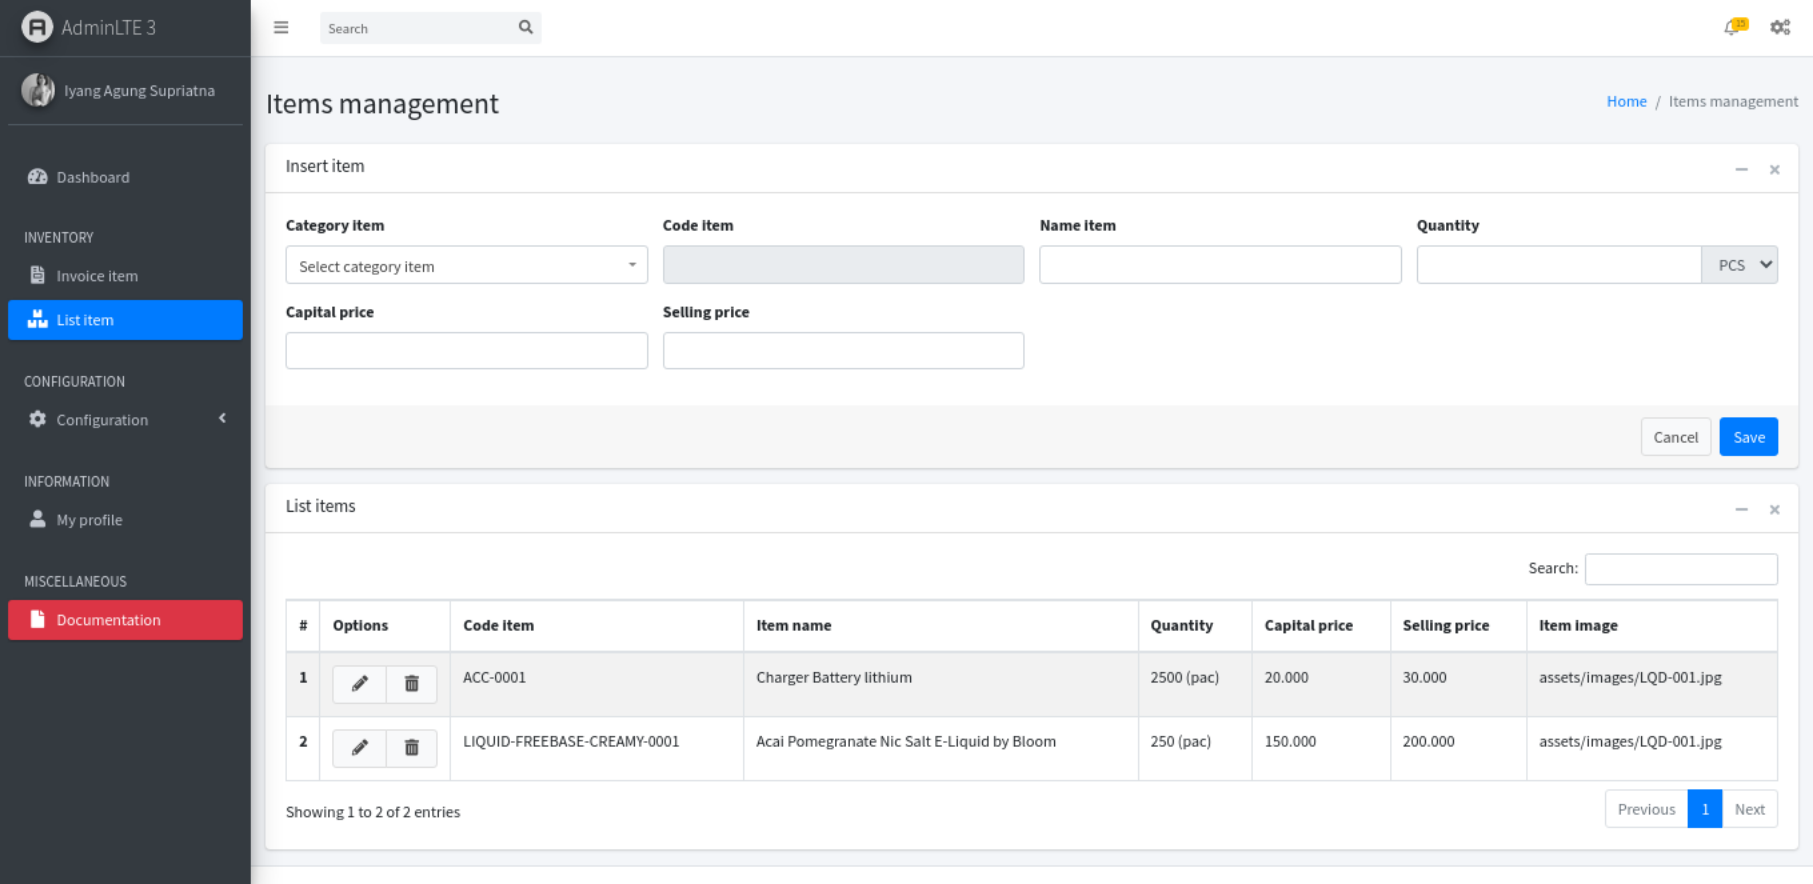 AdminLTE 3
Search
15
Iyang Agung Supriatna
Items management
Home / Items management
Dashboard
INVENTORY
Invoice item
List item
CONFIGURATION
Configuration
INFORMATION
My profile
MISCELLANEOUS
Documentation
Insert item
Category item Code item Name item Quantity
Select category item PCS
Capital price Selling price
Cancel Save
List items
Search:
# Options Code item Item name Quantity Capital price Selling price Item image
1 ACC-0001 Charger Battery lithium 2500 (pac) 20.000 30.000 assets/images/LQD-001.jpg
2 LIQUID-FREEBASE-CREAMY-0001 Acai Pomegranate Nic Salt E-Liquid by Bloom 250 (pac) 150.000 200.000 assets/images/LQD-001.jpg
Showing 1 to 2 of 2 entries
Previous 1 Next